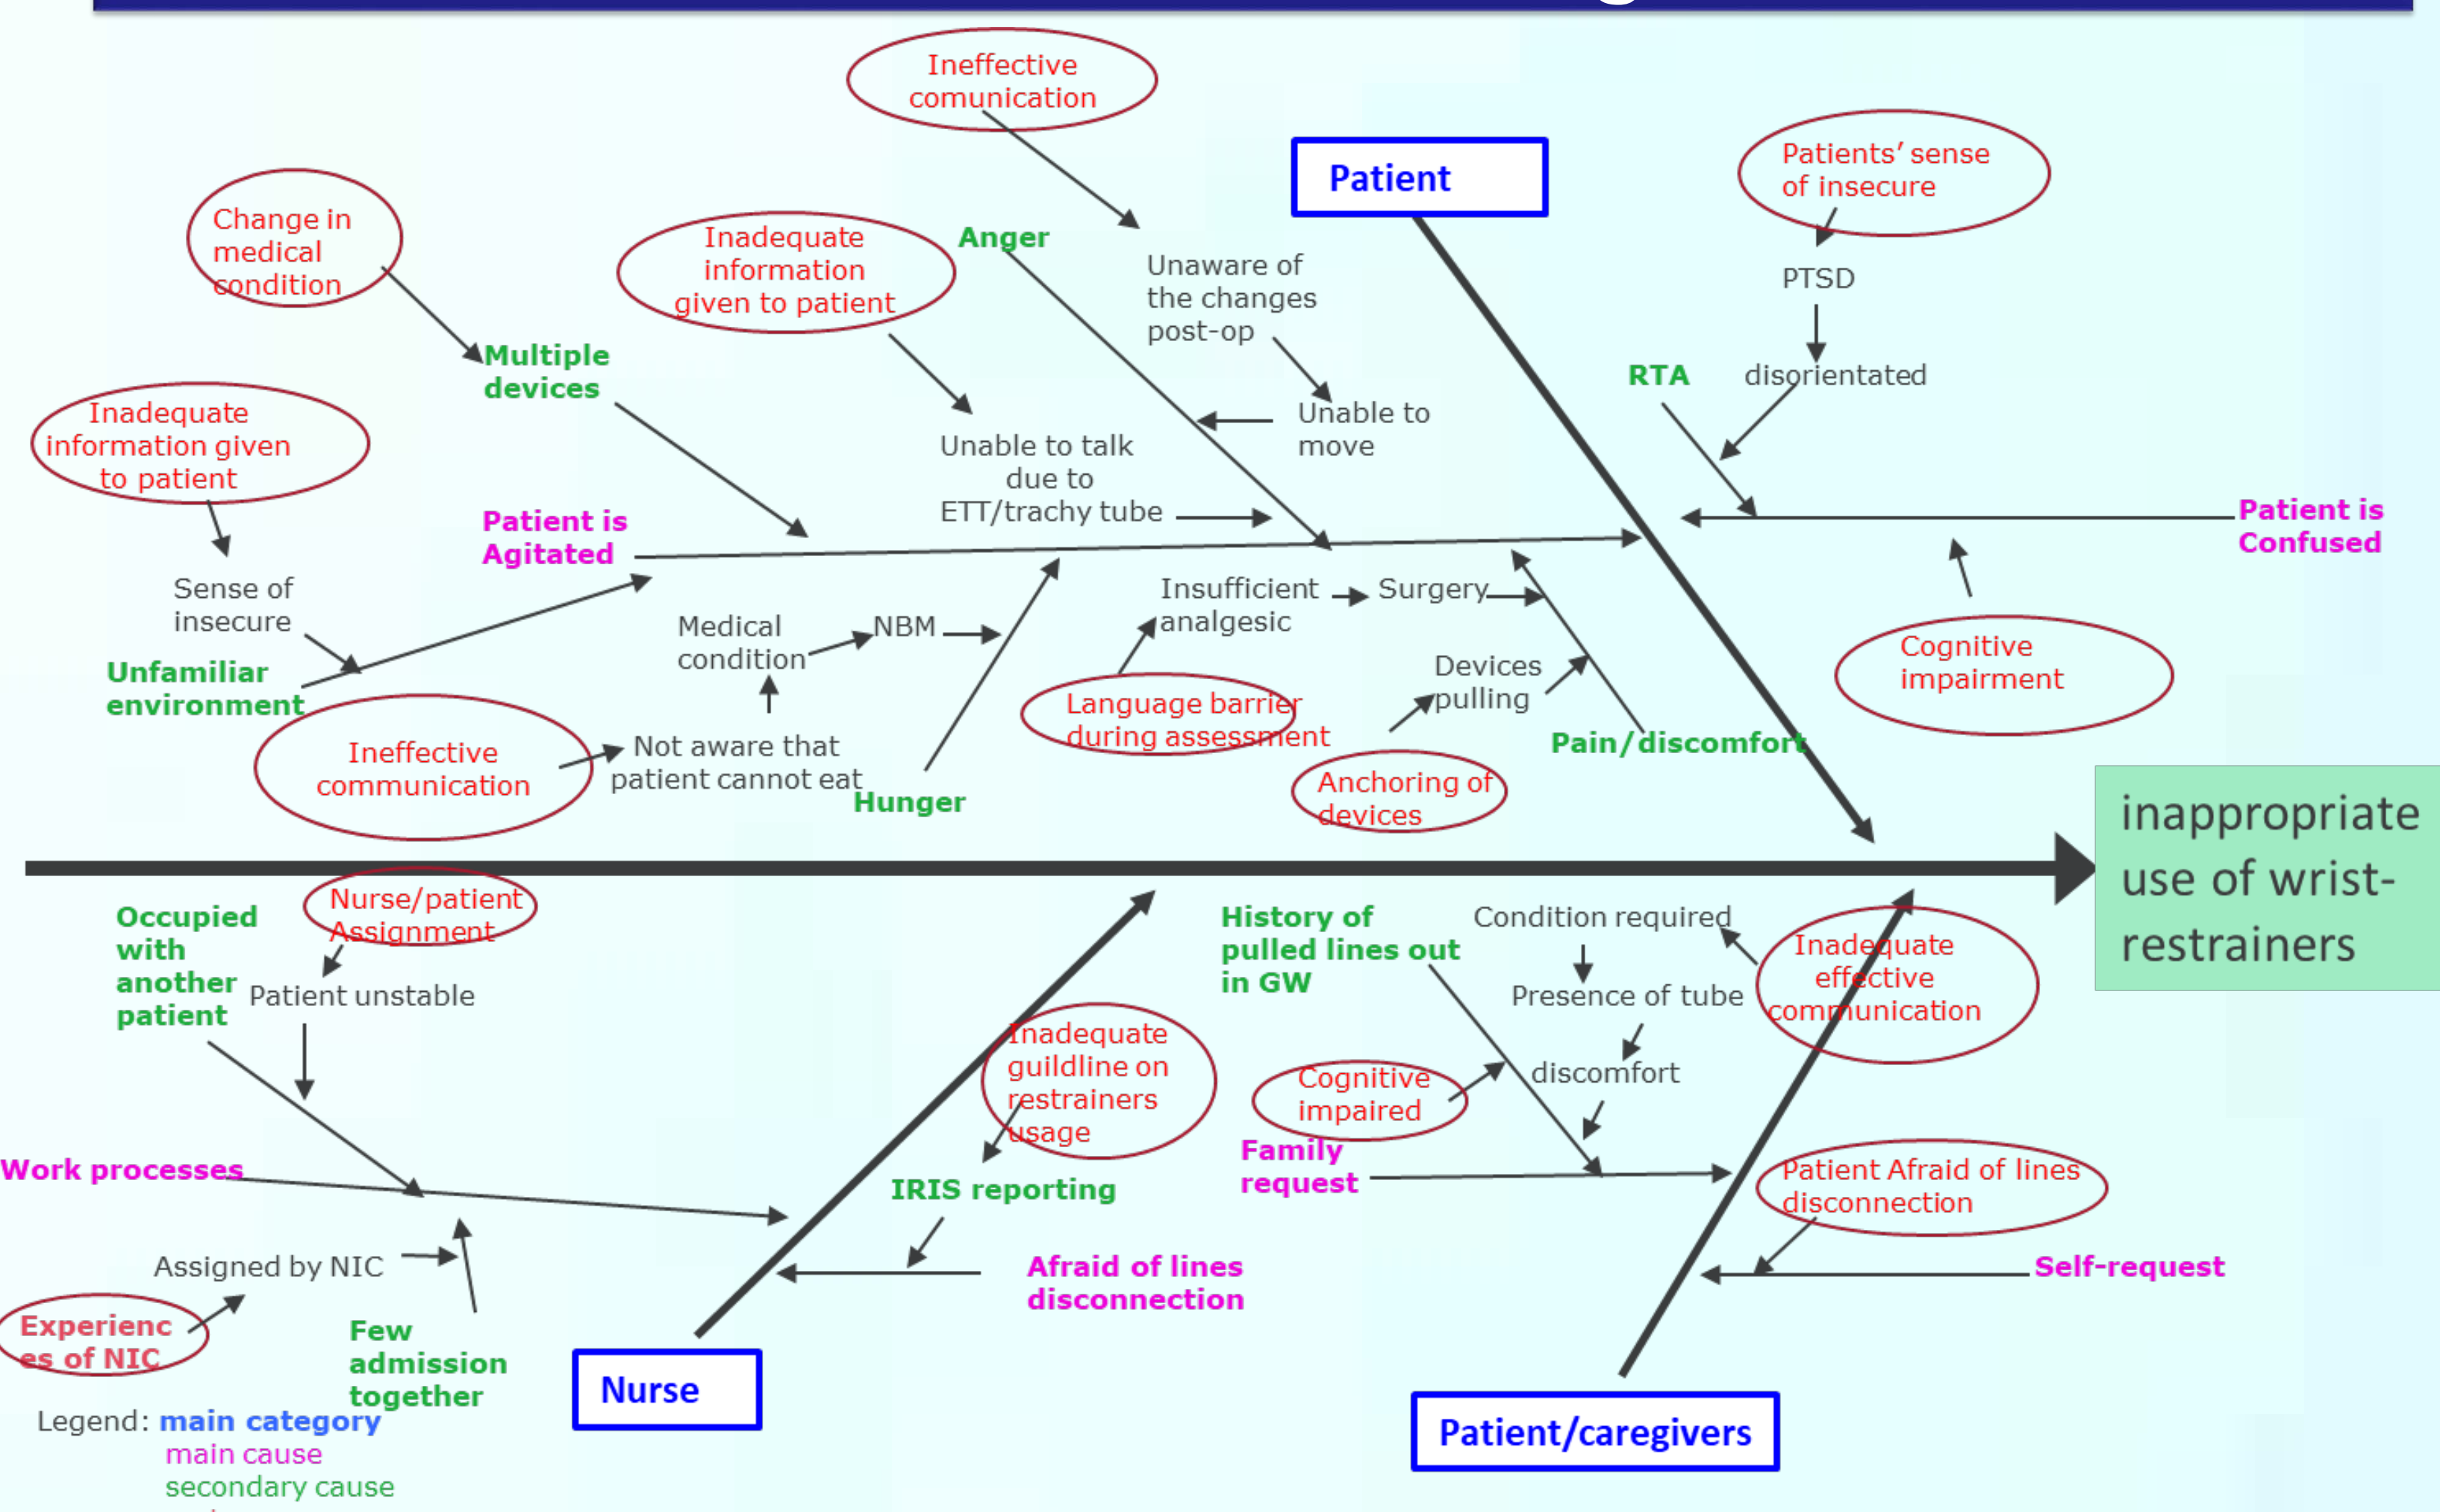 Ineffective
comunication
Patient
Patients’ sense
of insecure
Change in
medical
condition
Inadequate
information
given to patient
Anger
Unaware of
the changes
post-op
PTSD
Multiple
devices
RTA
disorientated
Inadequate
information given
to patient
Unable to
move
Unable to talk
due to
ETT/trachy tube
Patient is
Agitated
Patient is
Confused
Sense of
insecure
Insufficient
analgesic
Surgery
Medical
condition
NBM
Unfamiliar
environment
Devices
pulling
Cognitive
impairment
Language barrier
during assessment
Pain/discomfort
Ineffective
communication
Not aware that
patient cannot eat
Hunger
Anchoring of
devices
inappropriate
use of wrist-
restrainers
Nurse/patient
Assignment
Occupied
with
another
patient
Patient unstable
History of
pulled lines out
in GW
Condition required
Inadequate
effective
communication
Presence of tube
Inadequate
guildline on
restrainers
usage
discomfort
Cognitive
impaired
Family
request
Work processes
IRIS reporting
Patient Afraid of lines
disconnection
Assigned by NIC
Afraid of lines
disconnection
Self-request
Experienc
es of NIC
Few
admission
together
Nurse
Patient/caregivers
Legend: main category
main cause
secondary cause